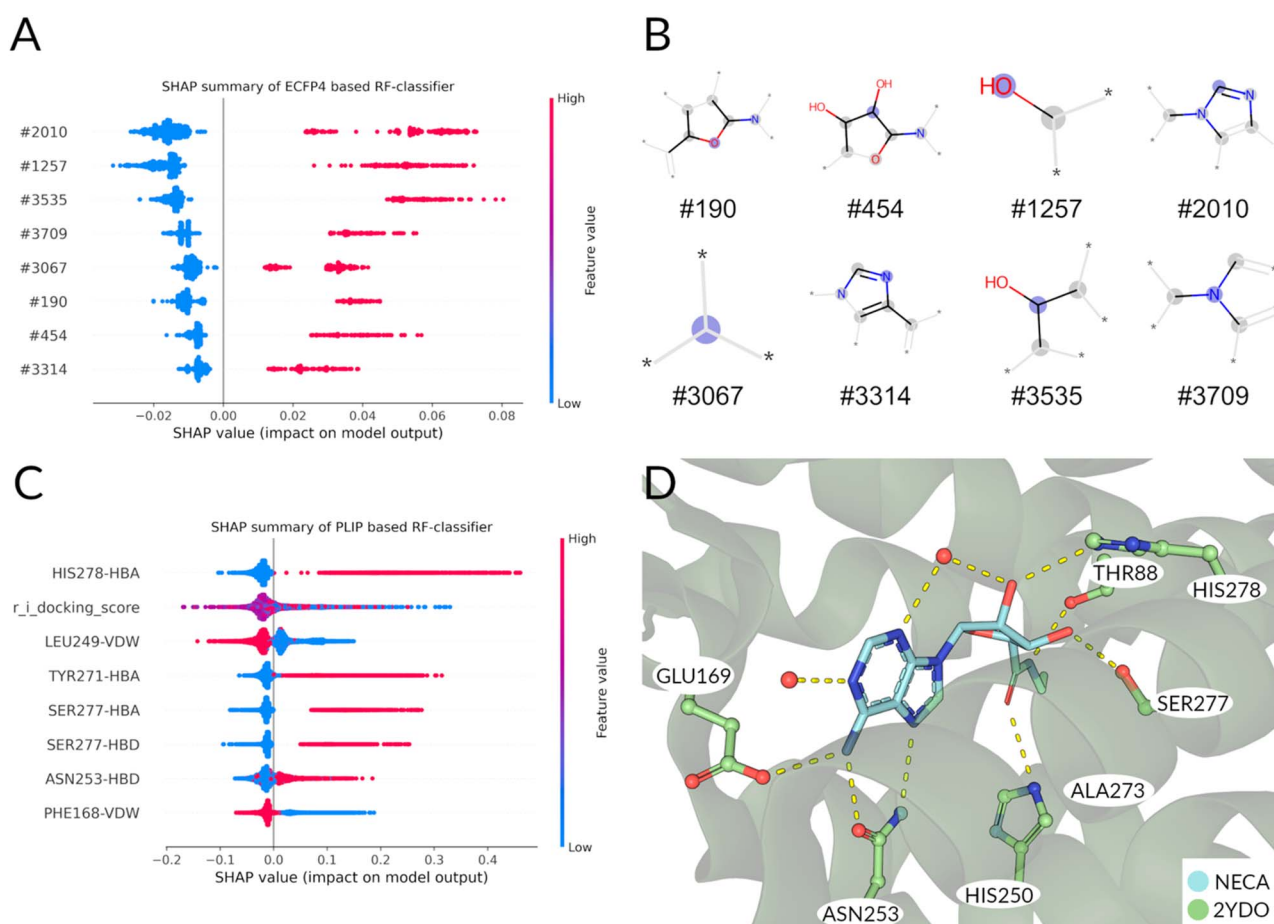 A
SHAP summary of ECFP4 based RF-classifier
High
#2010
#1257
#3535
#3709
#3067
#190
#454
#3314
Feature value
Low
−0.02 0.00 0.02 0.04 0.06 0.08
SHAP value (impact on model output)
B
N
O
#190
OH
HO
N
O
#454
HO
*
*
#1257
N
N
#2010
*
*
*
#3067
N
N
#3314
HO
#3535
N
#3709
C
SHAP summary of PLIP based RF-classifier
High
HIS278-HBA
r_i_docking_score
LEU249-VDW
TYR271-HBA
SER277-HBA
SER277-HBD
ASN253-HBD
PHE168-VDW
Feature value
Low
−0.2 −0.1 0.0 0.1 0.2 0.3 0.4
SHAP value (impact on model output)
D
THR88
HIS278
GLU169
SER277
ALA273
HIS250
ASN253
NECA
2YDO